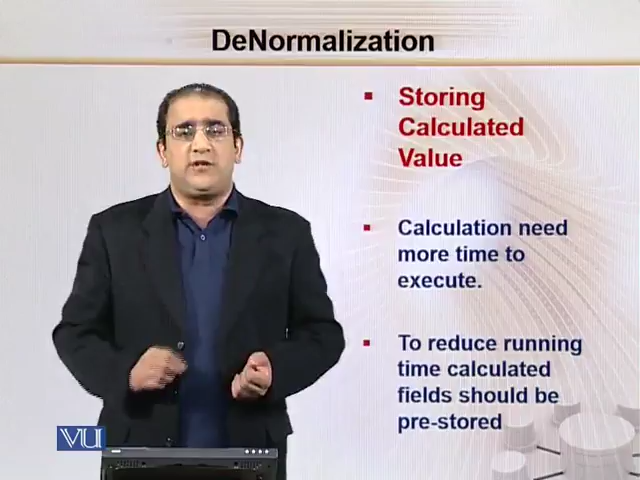 DeNormalization
Storing
Calculated
Value
Calculation need
more time to
execute.
To reduce running
time calculated
fields should be
pre-stored
VU